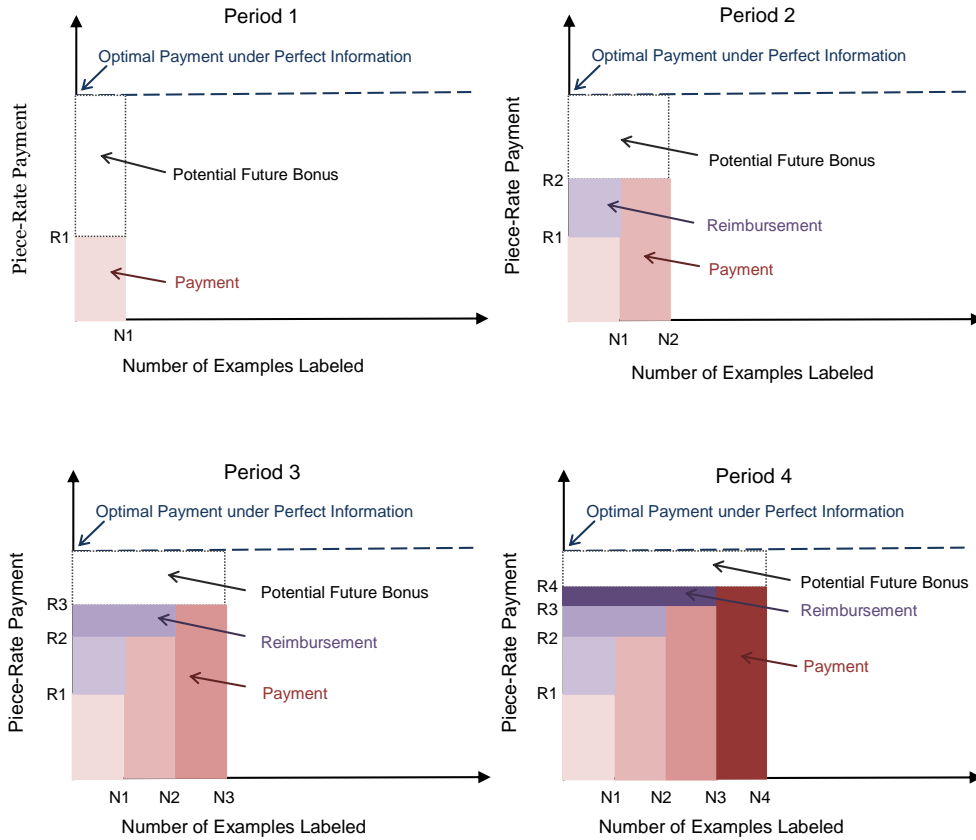 Period 1
Optimal Payment under Perfect Information
Piece-Rate Payment
Potential Future Bonus
R1
Payment
N1
Number of Examples Labeled
Period 2
Optimal Payment under Perfect Information
Piece-Rate Payment
Potential Future Bonus
R2
Reimbursement
R1
Payment
N1 N2
Number of Examples Labeled
Period 3
Optimal Payment under Perfect Information
Piece-Rate Payment
Potential Future Bonus
R3
Reimbursement
R2
Payment
R1
N1 N2 N3
Number of Examples Labeled
Period 4
Optimal Payment under Perfect Information
Piece-Rate Payment
Potential Future Bonus
R4
Reimbursement
R3
R2
Payment
R1
N1 N2 N3 N4
Number of Examples Labeled